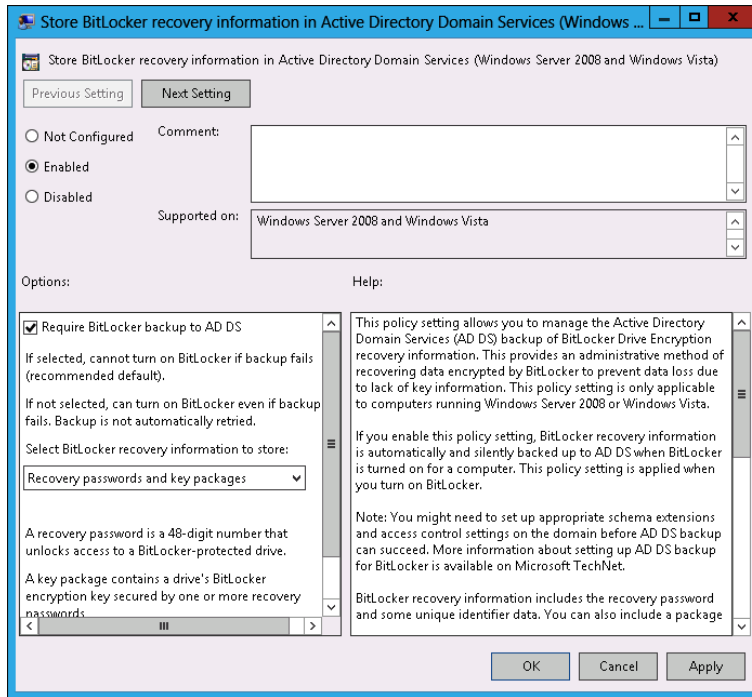 Store BitLocker recovery information in Active Directory Domain Services (Windows ...
Store BitLocker recovery information in Active Directory Domain Services (Windows Server 2008 and Windows Vista)
Previous Setting
Next Setting
Not Configured
Enabled
Disabled
Comment:
Supported on:
Windows Server 2008 and Windows Vista
Options:
Help:
Require BitLocker backup to AD DS
If selected, cannot turn on BitLocker if backup fails
(recommended default).
If not selected, can turn on BitLocker even if backup
fails. Backup is not automatically retried.
Select BitLocker recovery information to store:
Recovery passwords and key packages
A recovery password is a 48-digit number that
unlocks access to a BitLocker-protected drive.
A key package contains a drive's BitLocker
encryption key secured by one or more recovery
passwords
This policy setting allows you to manage the Active Directory
Domain Services (AD DS) backup of BitLocker Drive Encryption
recovery information. This provides an administrative method of
recovering data encrypted by BitLocker to prevent data loss due
to lack of key information. This policy setting is only applicable
to computers running Windows Server 2008 or Windows Vista.
If you enable this policy setting, BitLocker recovery information
is automatically and silently backed up to AD DS when BitLocker
is turned on for a computer. This policy setting is applied when
you turn on BitLocker.
Note: You might need to set up appropriate schema extensions
and access control settings on the domain before AD DS backup
can succeed. More information about setting up AD DS backup
for BitLocker is available on Microsoft TechNet.
BitLocker recovery information includes the recovery password
and some unique identifier data. You can also include a package
OK
Cancel
Apply